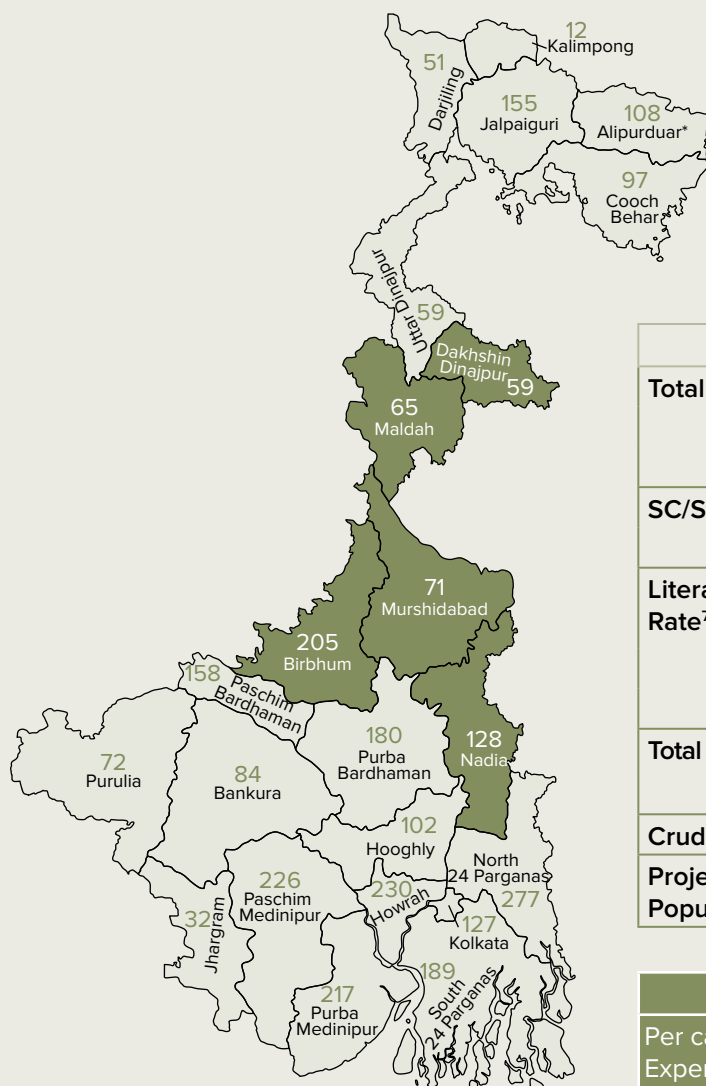 12
Kalimpong
51
Darjiling
155
Jalpaiguri
108
Alipurduar*
97
Cooch
Behar
Uttar Dinajpur
59
Dakhshin
Dinajpur
59
65
Maldah
71
Murshidabad
205
Birbhum
158
Paschim
Bardhaman
180
Purba
Bardhaman
128
Nadia
72
Purulia
84
Bankura
102
Hooghly
North
24 Parganas
277
226
Paschim
Medinipur
230
Howrah
32
Jhargram
127
Kolkata
189
South
24 Parganas
217
Purba
Medinipur
Total
SC/S
Litera
Rate
Total
Crud
Proje
Popu
Per ca
Exper